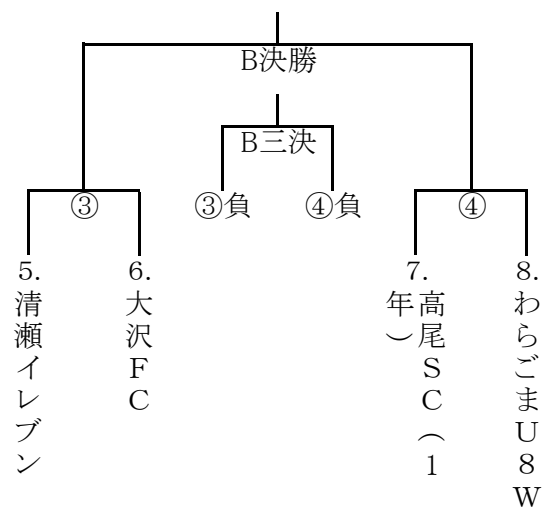 B決勝
B三決
③
③負
④負
④
5.清瀬イレブン
6.大沢FC
7.高尾SC(1
年)
8.わらごまU8W